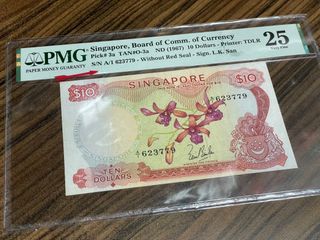 PMG
PAPER MONEY GUARANTY
Singapore, Board of Comm. of Currency
Pick# 3a TAN#O-3a ND (1967) 10 Dollars - Printer: TDLR
S/N A/1 623779 - Without Red Seal - Sign. L.K. San
25
Very Fine
SINGAPORE
$10
$10
A/1 623779
A/1 623779
TEN
DOLLARS